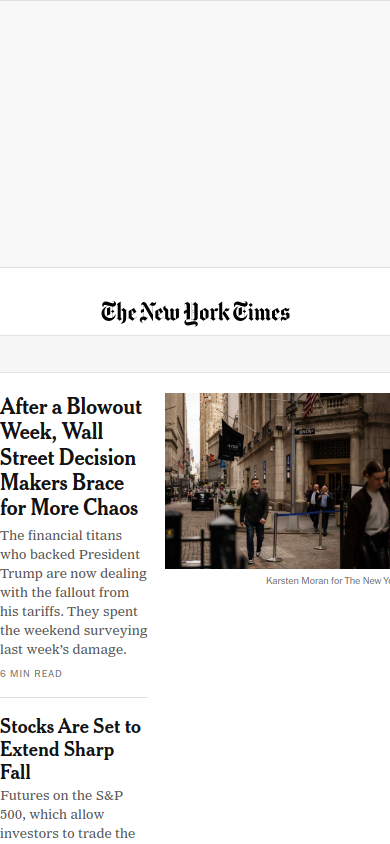 The New York Times
After a Blowout
Week, Wall
Street Decision
Makers Brace
for More Chaos
The financial titans
who backed President
Trump are now dealing
with the fallout from
his tariffs. They spent
the weekend surveying
last week's damage.
6 MIN READ
Karsten Moran for The New Yo
Stocks Are Set to
Extend Sharp
Fall
Futures on the S&P
500, which allow
investors to trade the